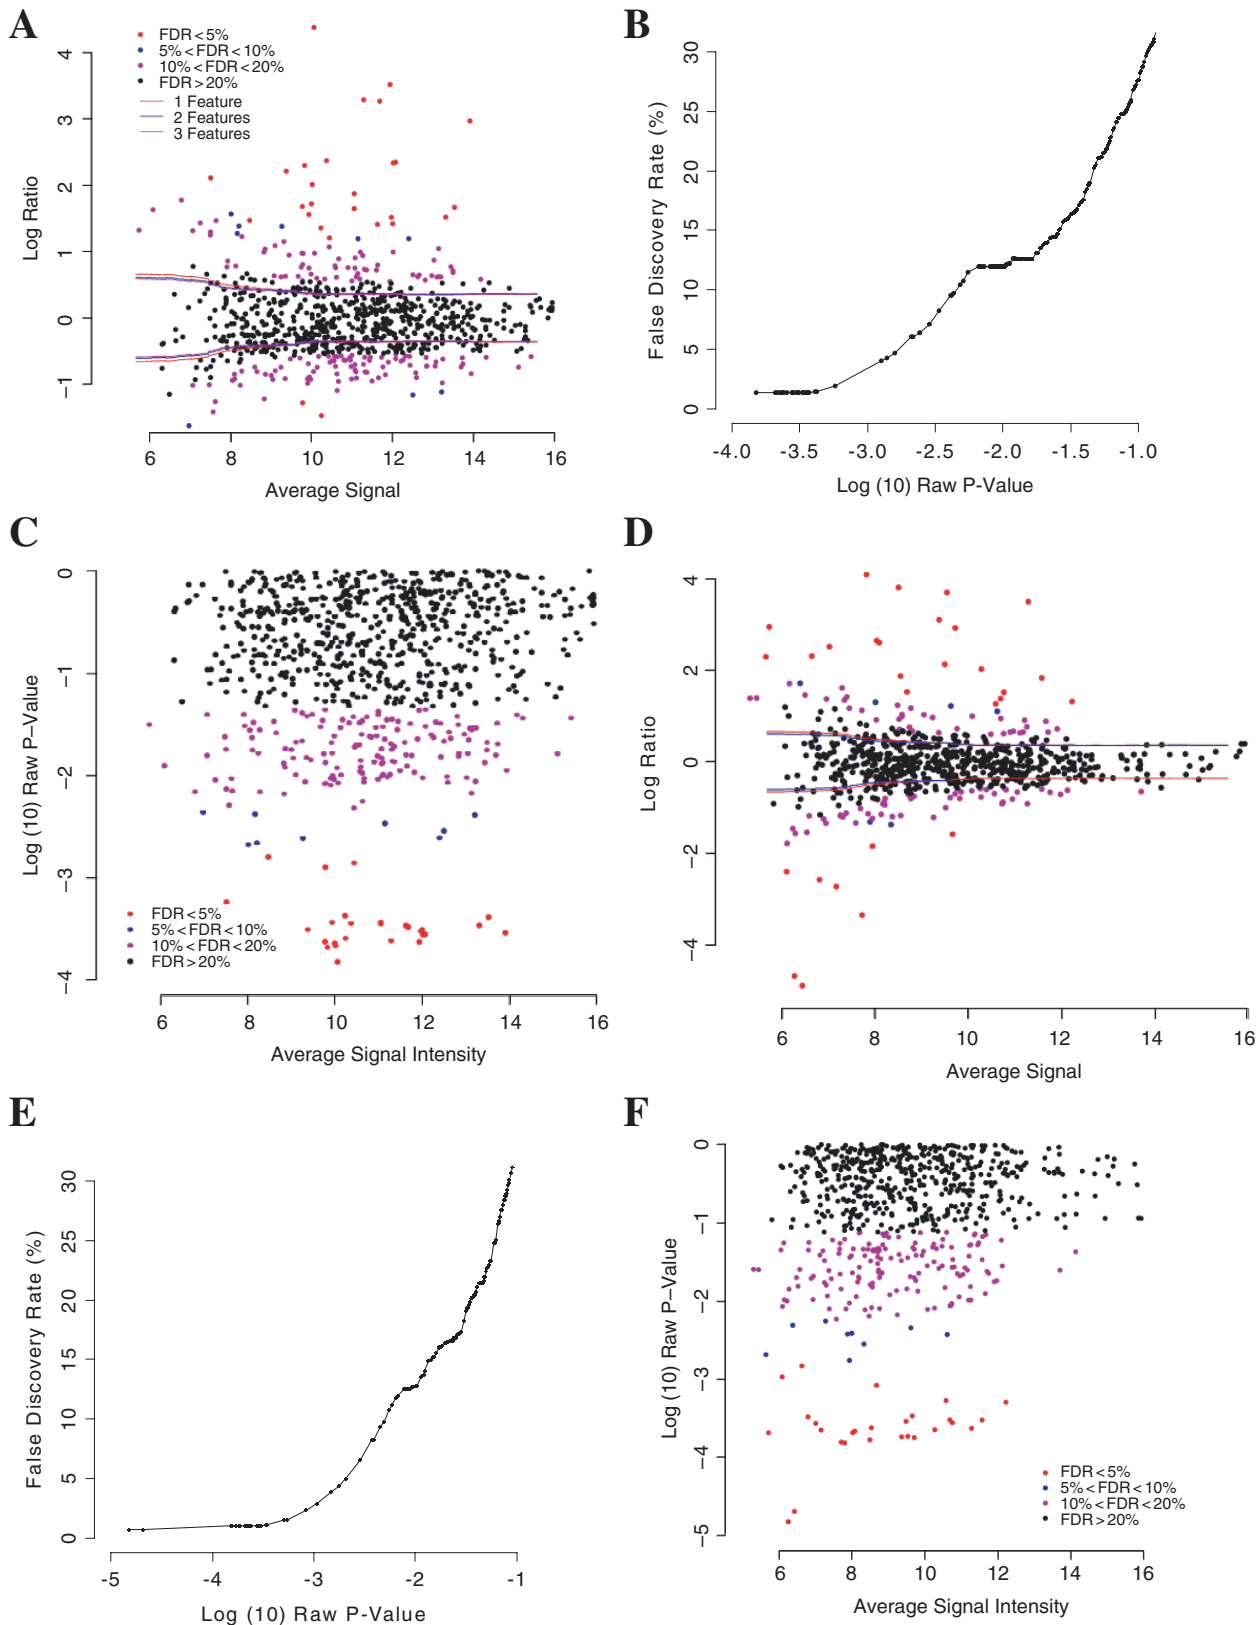 A
FDR<5%
5%<FDR<10%
10%<FDR<20%
FDR>20%
1 Feature
2 Features
3 Features
4
3
2
1
0
−1
Log Ratio
6 8 10 12 14 16
Average Signal
B
30
25
20
15
10
5
0
False Discovery Rate (%)
-4.0 -3.5 -3.0 -2.5 -2.0 -1.5 -1.0
Log (10) Raw P-Value
C
0
−1
−2
−3
−4
Log (10) Raw P–Value
FDR<5%
5%<FDR<10%
10%<FDR<20%
FDR>20%
6 8 10 12 14 16
Average Signal Intensity
D
4
2
0
−2
−4
Log Ratio
6 8 10 12 14 16
Average Signal
E
30
25
20
15
10
5
0
False Discovery Rate (%)
-5 -4 -3 -2 -1
Log (10) Raw P-Value
F
0
−1
−2
−3
−4
−5
Log (10) Raw P–Value
FDR<5%
5%<FDR<10%
10%<FDR<20%
FDR>20%
6 8 10 12 14 16
Average Signal Intensity